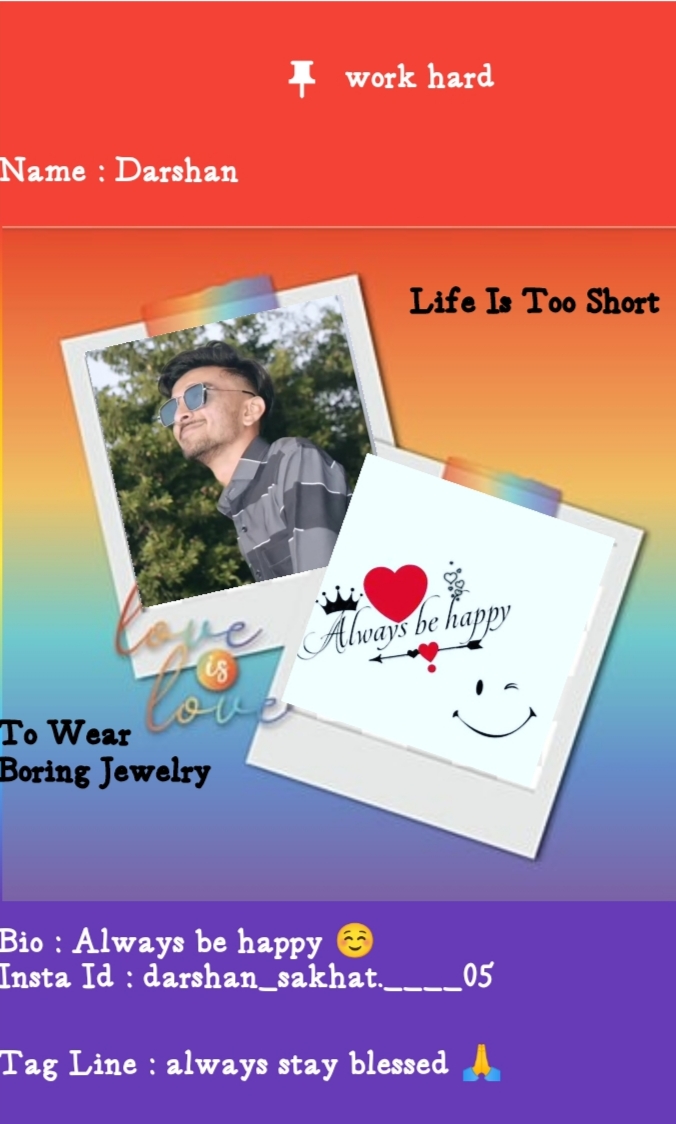 work hard
Name : Darshan
Life Is Too Short
Always be happy
love
is
love
To Wear
Boring Jewelry
Bio : Always be happy ☺️
Insta Id : darshan_sakhat.____05
Tag Line : always stay blessed 🙏